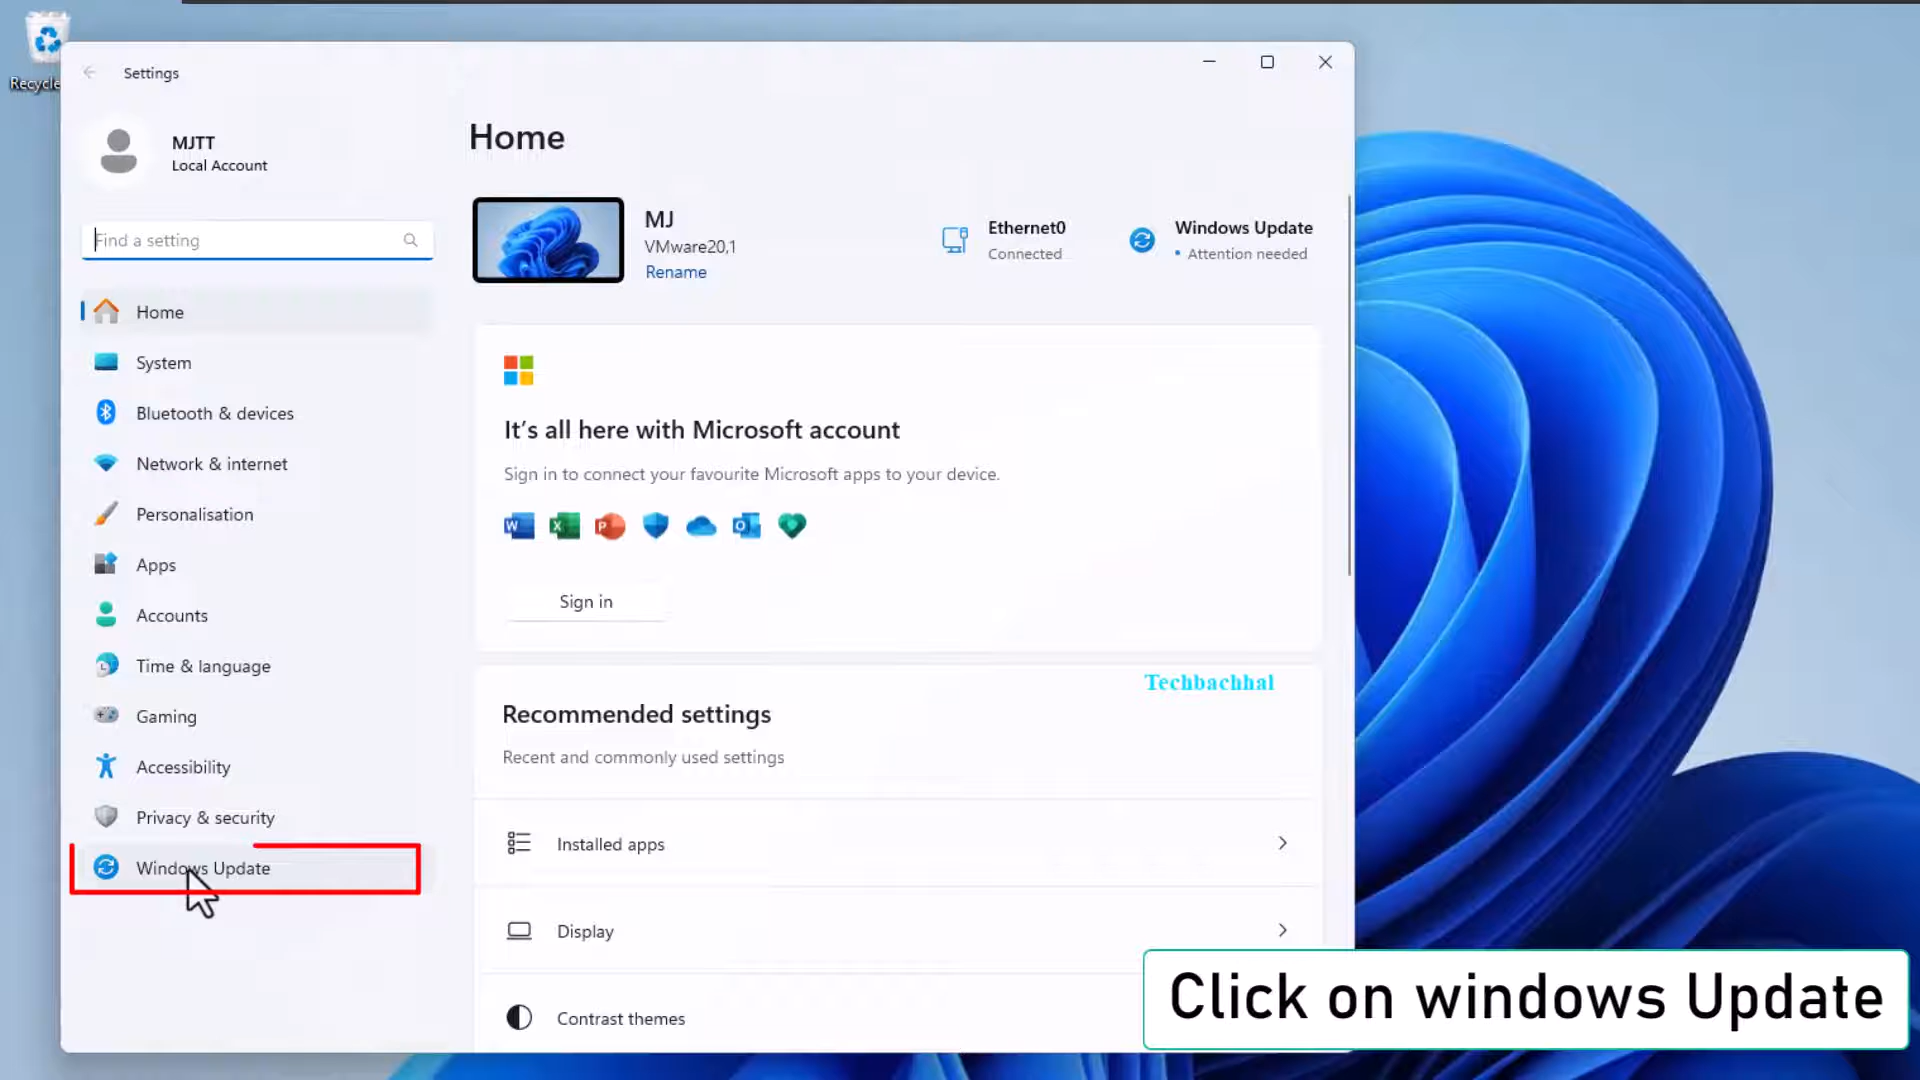 Recycle
Settings
MJTT
Local Account
Find a setting
Home
System
Bluetooth & devices
Network & internet
Personalisation
Apps
Accounts
Time & language
Gaming
Accessibility
Privacy & security
Windows Update
Home
MJ
VMware20,1
Rename
Ethernet0
Connected
Windows Update
• Attention needed
It's all here with Microsoft account
Sign in to connect your favourite Microsoft apps to your device.
Sign in
Techbachhal
Recommended settings
Recent and commonly used settings
Installed apps
Display
Contrast themes
Click on windows Update